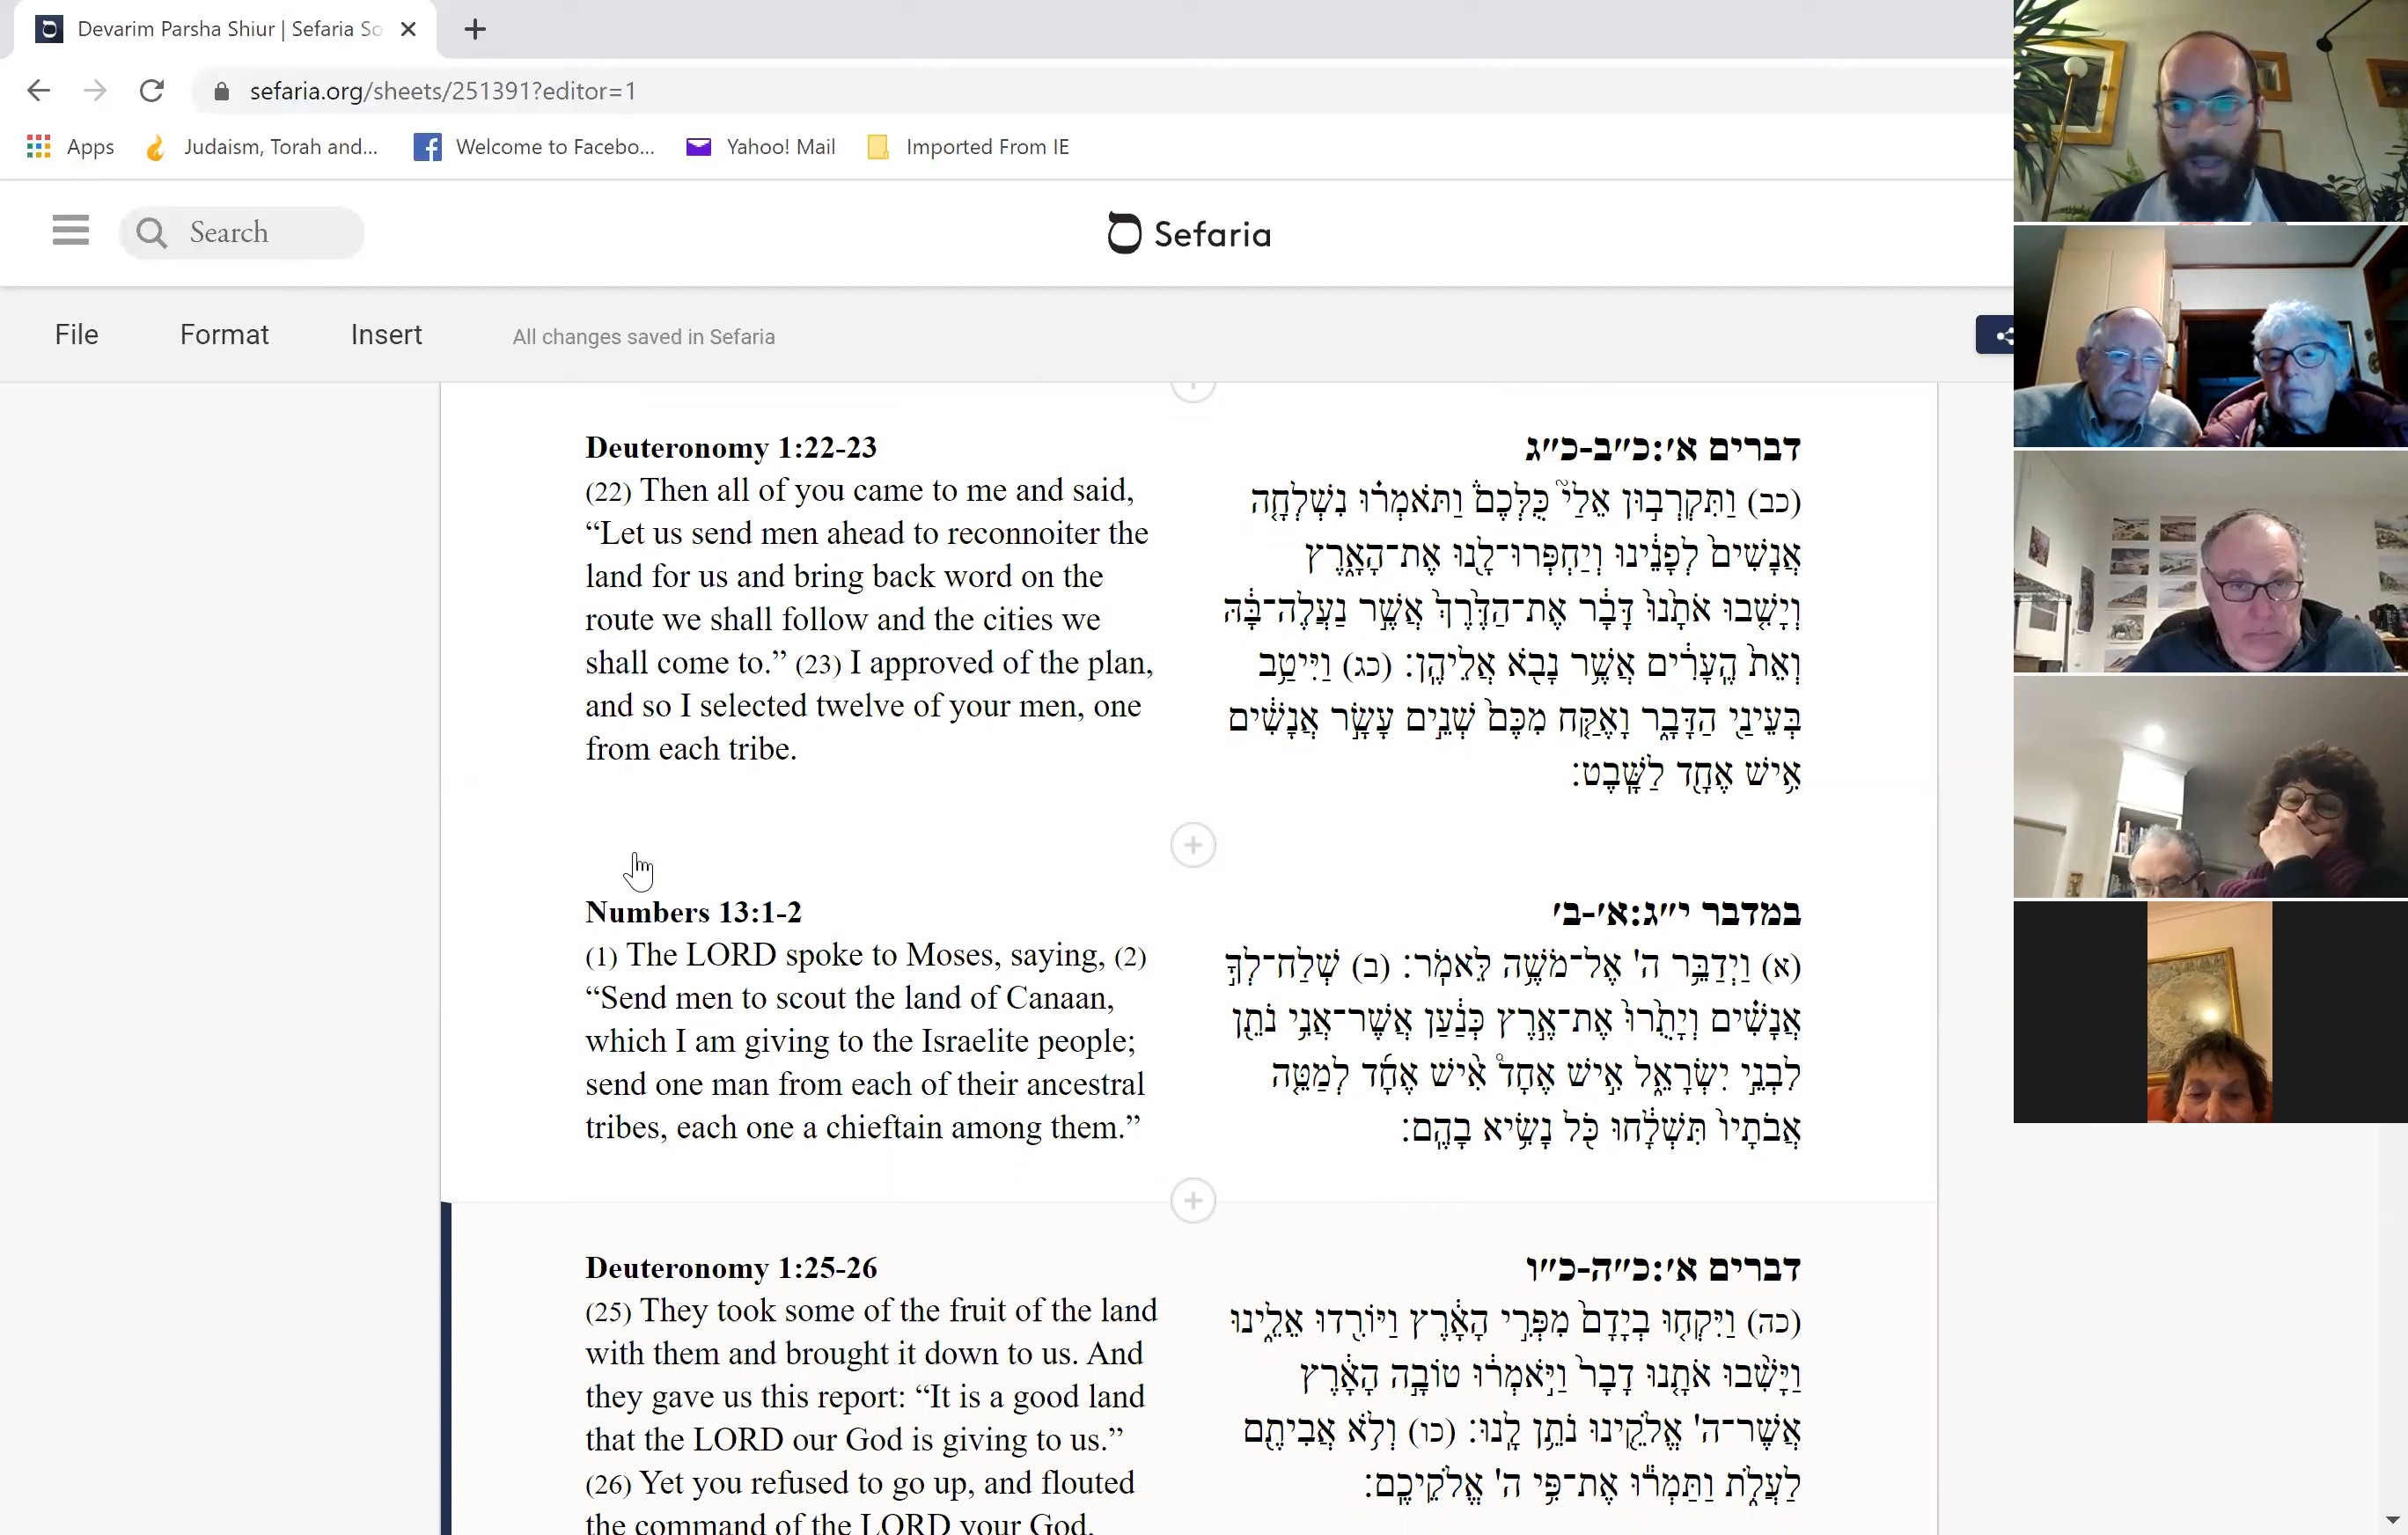 Devarim Parsha Shiur | Sefaria So
sefaria.org/sheets/251391?editor=1
Apps
Judaism, Torah and...
Welcome to Facebo...
Yahoo! Mail
Imported From IE
Search
Sefaria
File
Format
Insert
All changes saved in Sefaria
Deuteronomy 1:22-23
(22) Then all of you came to me and said,
“Let us send men ahead to reconnoiter the
land for us and bring back word on the
route we shall follow and the cities we
shall come to.” (23) I approved of the plan,
and so I selected twelve of your men, one
from each tribe.
דברים א׳:כ״ב-כ״ג
(כב) וַתִּקְרְב֣וּן אֵלַי֮ כֻּלְּכֶם֒ וַתֹּאמְר֗וּ נִשְׁלְחָ֤ה
אֲנָשִׁים֙ לְפָנֵ֔ינוּ וְיַחְפְּרוּ־לָ֖נוּ אֶת־הָאָ֑רֶץ
וְיָשִׁ֤בוּ אֹתָ֙נוּ֙ דָּבָ֔ר אֶת־הַדֶּ֙רֶךְ֙ אֲשֶׁ֣ר נַעֲלֶה־בָּ֔הּ
וְאֵת֙ הֶֽעָרִ֔ים אֲשֶׁ֥ר נָבֹ֖א אֲלֵיהֶֽן׃ (כג) וַיִּיטַ֥ב
בְּעֵינַ֖י הַדָּבָ֑ר וָאֶקַּ֤ח מִכֶּם֙ שְׁנֵ֣ים עָשָׂ֣ר אֲנָשִׁ֔ים
אִ֥ישׁ אֶחָ֖ד לַשָּֽׁבֶט׃
Numbers 13:1-2
(1) The LORD spoke to Moses, saying, (2)
“Send men to scout the land of Canaan,
which I am giving to the Israelite people;
send one man from each of their ancestral
tribes, each one a chieftain among them.”
במדבר י״ג:א׳-ב׳
(א) וַיְדַבֵּ֥ר ה' אֶל־מֹשֶׁ֥ה לֵּאמֹֽר׃ (ב) שְׁלַח־לְךָ֣
אֲנָשִׁ֗ים וְיָתֻ֙רוּ֙ אֶת־אֶ֣רֶץ כְּנַ֔עַן אֲשֶׁר־אֲנִ֥י נֹתֵ֖ן
לִבְנֵ֣י יִשְׂרָאֵ֑ל אִ֣ישׁ אֶחָד֩ אִ֨ישׁ אֶחָ֜ד לְמַטֵּ֤ה
אֲבֹתָיו֙ תִּשְׁלָ֔חוּ כֹּ֖ל נָשִׂ֥יא בָהֶֽם׃
Deuteronomy 1:25-26
(25) They took some of the fruit of the land
with them and brought it down to us. And
they gave us this report: “It is a good land
that the LORD our God is giving to us.”
(26) Yet you refused to go up, and flouted
the command of the LORD your God.
דברים א׳:כ״ה-כ״ו
(כה) וַיִּקְח֤וּ בְיָדָם֙ מִפְּרִ֣י הָאָ֔רֶץ וַיּוֹרִ֖דוּ אֵלֵ֑ינוּ
וַיָּשִׁ֨בוּ אֹתָ֤נוּ דָבָר֙ וַיֹּ֣אמְר֔וּ טוֹבָ֣ה הָאָ֔רֶץ
אֲשֶׁר־ה' אֱלֹקֵ֖ינוּ נֹתֵ֥ן לָֽנוּ׃ (כו) וְלֹ֥א אֲבִיתֶ֖ם
לַעֲלֹ֑ת וַתַּמְר֕וּ אֶת־פִּ֥י ה' אֱלֹקֵיכֶֽם׃